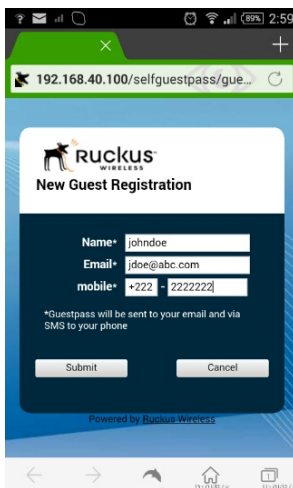 89% 2:59
192.168.40.100/selfguestpass/gue...
Ruckus
WIRELESS
New Guest Registration
Name* johndoe
Email* jdoe@abc.com
mobile* +222 - 2222222
*Guestpass will be sent to your email and via
SMS to your phone
Submit Cancel
Powered by Ruckus Wireless
1